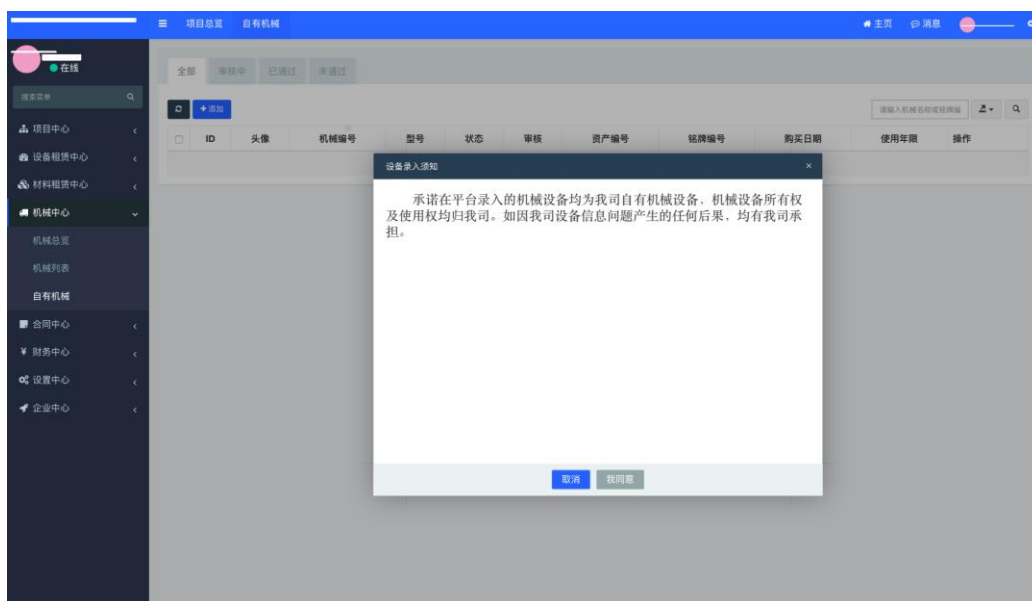 项目总览 自有机械 主页 消息
在线
搜索菜单
全部 审核中 已通过 未通过
添加
项目中心
设备租赁中心
材料租赁中心
机械中心
机械总览
机械列表
自有机械
合同中心
财务中心
设置中心
企业中心
ID 头像 机械编号 型号 状态 审核 资产编号 铭牌编号 购买日期 使用年限 操作
设备录入须知 ×
承诺在平台录入的机械设备均为我司自有机械设备，机械设备所有权
及使用权均归我司。如因我司设备信息问题产生的任何后果，均有我司承
担。
取消 我同意